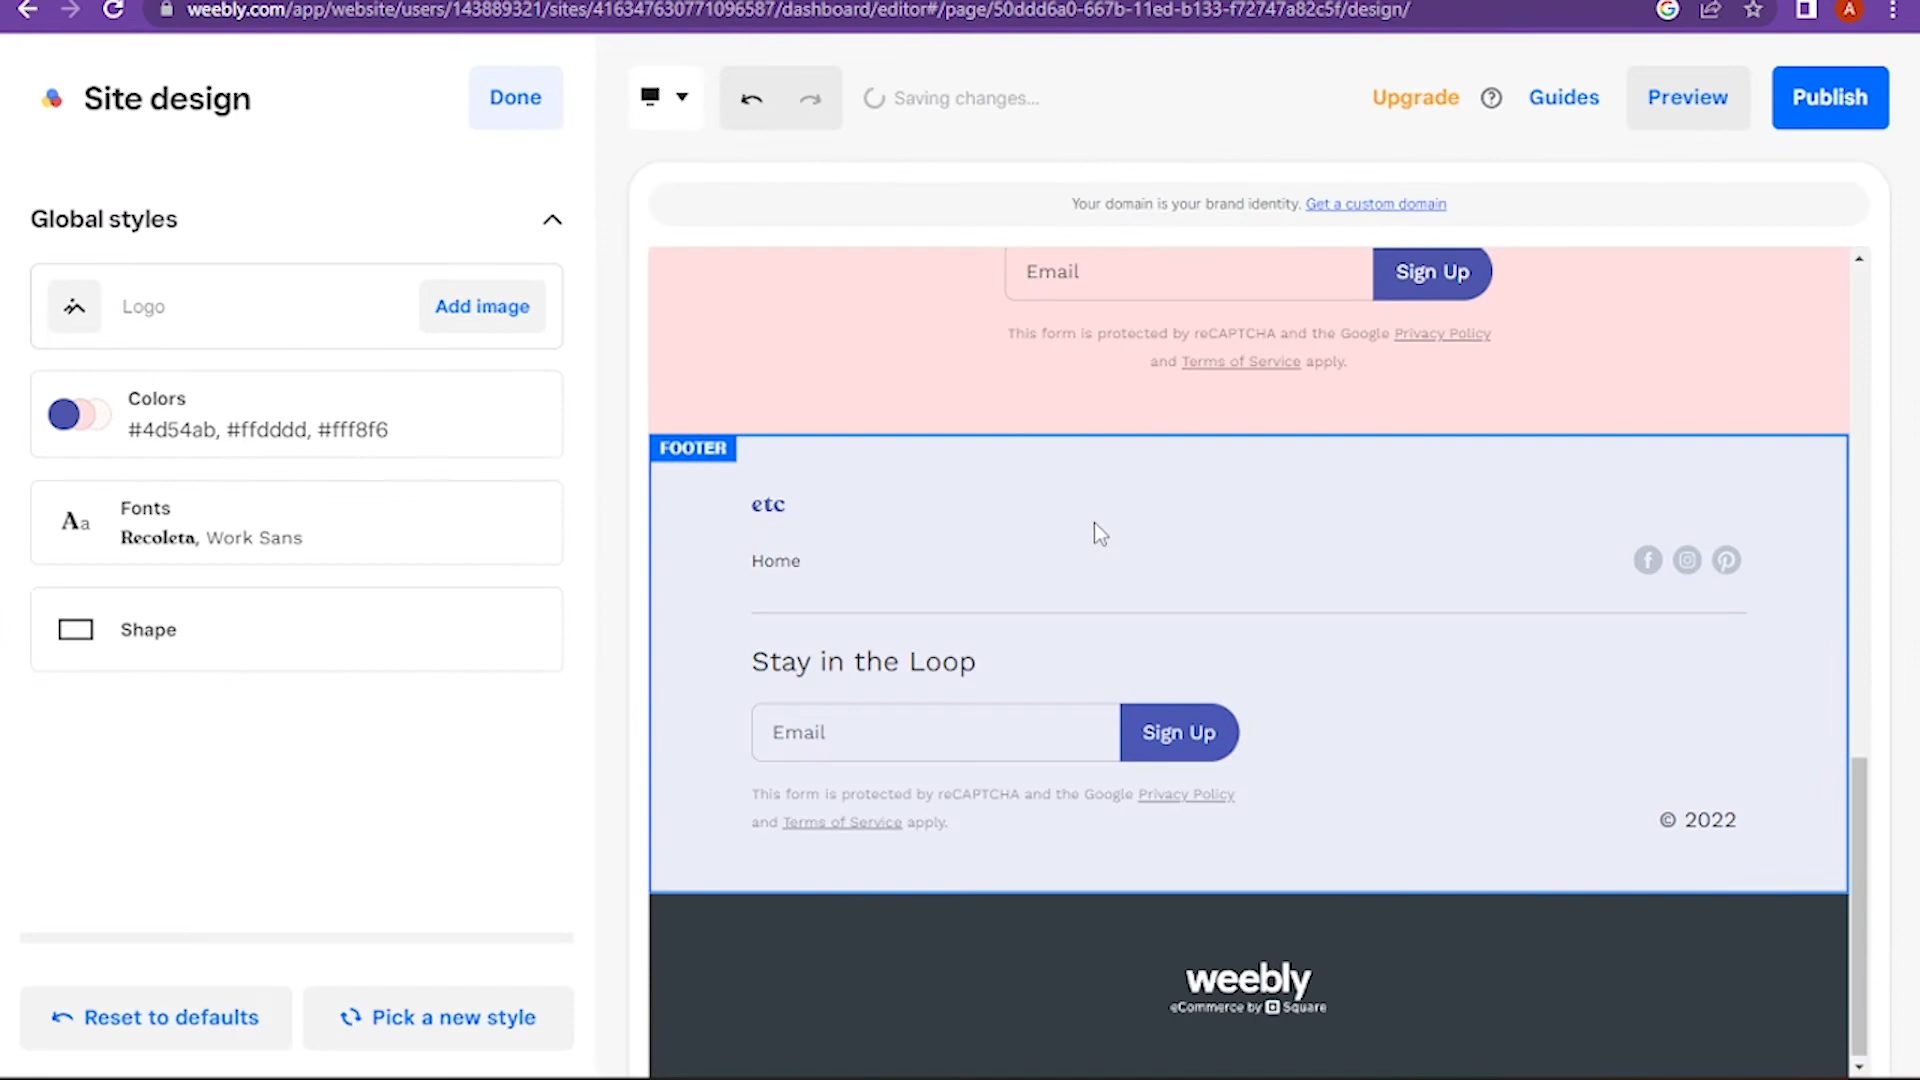 weebly.com/app/website/users/143889321/sites/416347630771096587/dashboard/editor#/page/50ddd6a0-667b-11ed-b133-f72747a82c5f/design/
G
A
Site design
Done
Saving changes...
Upgrade
?
Guides
Preview
Publish
Your domain is your brand identity. Get a custom domain
Global styles
Logo
Add image
Colors
#4d54ab, #ffdddd, #fff8f6
Aa
Fonts
Recoleta, Work Sans
Shape
Reset to defaults
Pick a new style
Email
Sign Up
This form is protected by reCAPTCHA and the Google Privacy Policy
and Terms of Service apply.
FOOTER
etc
Home
Stay in the Loop
Email
Sign Up
This form is protected by reCAPTCHA and the Google Privacy Policy
and Terms of Service apply.
© 2022
weebly
eCommerce by Square